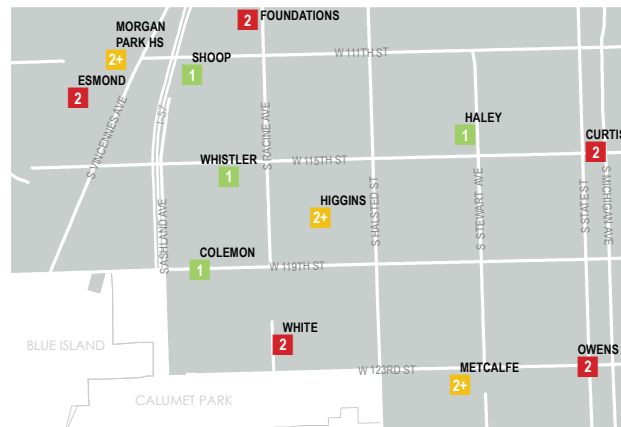 MORGAN
PARK HS
2+
2
FOUNDATIONS
SHOOP
1
W 111TH ST
ESMOND
2
I-57
S VINCENNES AVE
S RACINE AVE
HALEY
1
CURTIS
2
WHISTLER
1
W 115TH ST
S MICHIGAN AVE
HIGGINS
2+
S ASHLAND AVE
S HALSTED ST
S STEWART AVE
S STATE ST
COLEMON
1
W 119TH ST
WHITE
2
BLUE ISLAND
OWENS
2
METCALFE
2+
W 123RD ST
CALUMET PARK